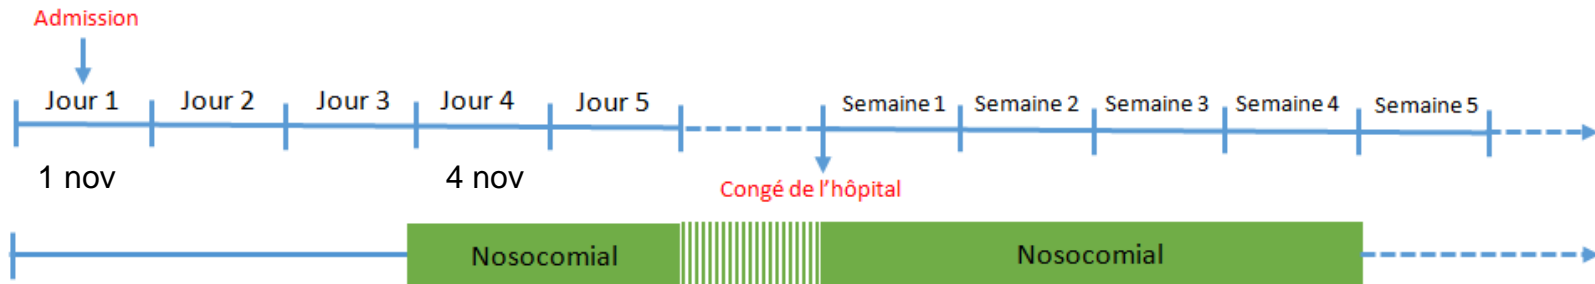 Admission
Jour 1 Jour 2 Jour 3 Jour 4 Jour 5 Semaine 1 Semaine 2 Semaine 3 Semaine 4 Semaine 5
1 nov 4 nov Congé de l'hôpital
Nosocomial Nosocomial